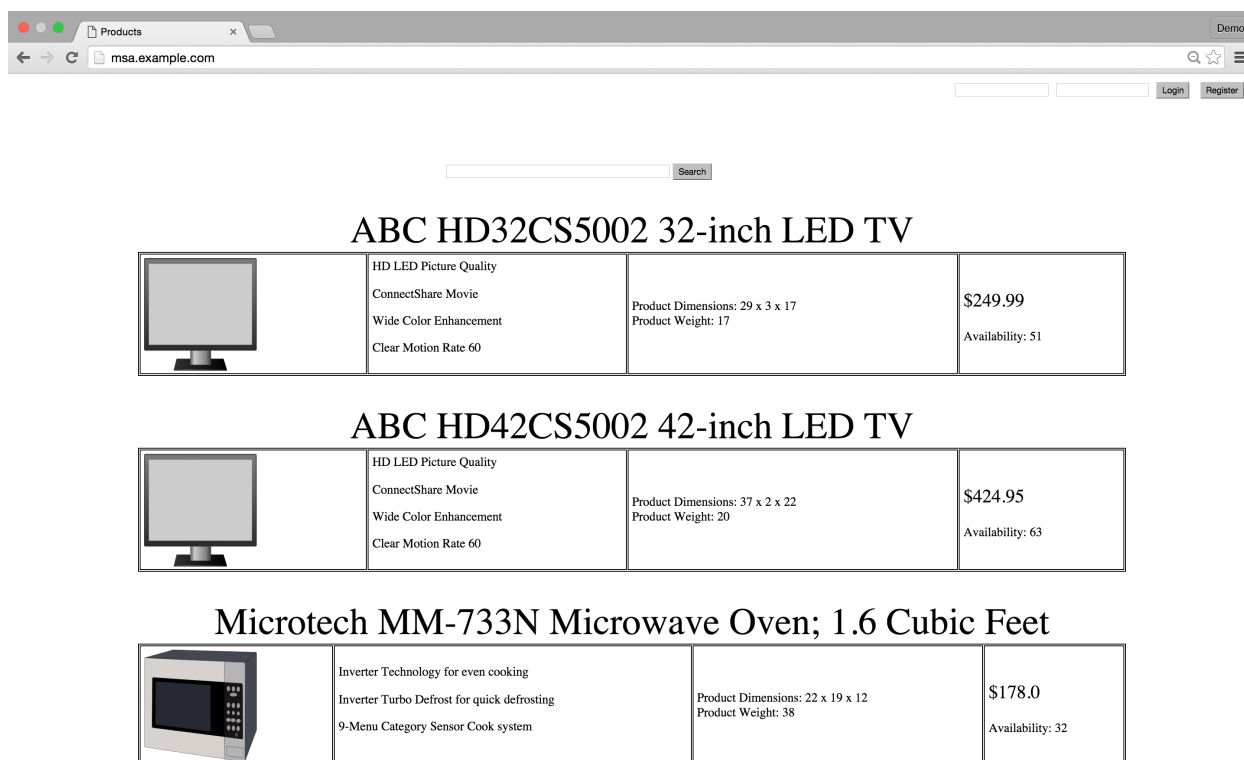 Products
Demo
msa.example.com
Login
Register
Search
ABC HD32CS5002 32-inch LED TV
HD LED Picture Quality
ConnectShare Movie
Wide Color Enhancement
Clear Motion Rate 60
Product Dimensions: 29 x 3 x 17
Product Weight: 17
$249.99
Availability: 51
ABC HD42CS5002 42-inch LED TV
HD LED Picture Quality
ConnectShare Movie
Wide Color Enhancement
Clear Motion Rate 60
Product Dimensions: 37 x 2 x 22
Product Weight: 20
$424.95
Availability: 63
Microtech MM-733N Microwave Oven; 1.6 Cubic Feet
Inverter Technology for even cooking
Inverter Turbo Defrost for quick defrosting
9-Menu Category Sensor Cook system
Product Dimensions: 22 x 19 x 12
Product Weight: 38
$178.0
Availability: 32